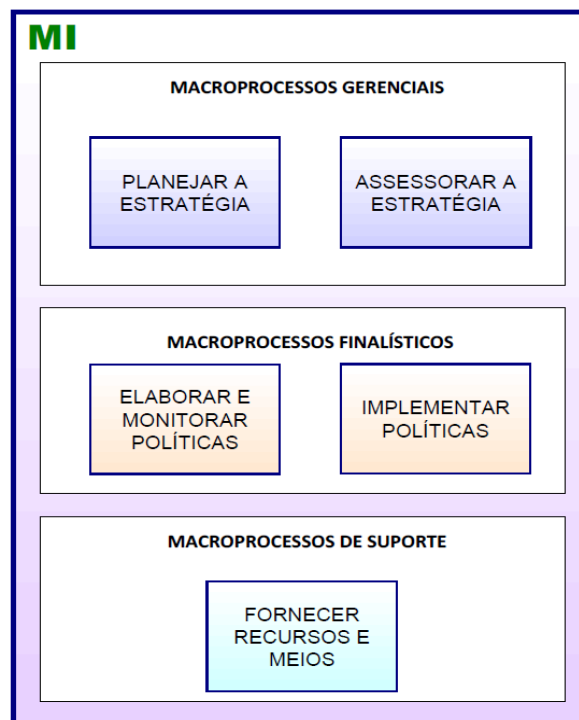 MI
MACROPROCESSOS GERENCIAIS
PLANEJAR A
ESTRATÉGIA
ASSESSORAR A
ESTRATÉGIA
MACROPROCESSOS FINALÍSTICOS
ELABORAR E
MONITORAR
POLÍTICAS
IMPLEMENTAR
POLÍTICAS
MACROPROCESSOS DE SUPORTE
FORNECER
RECURSOS E
MEIOS